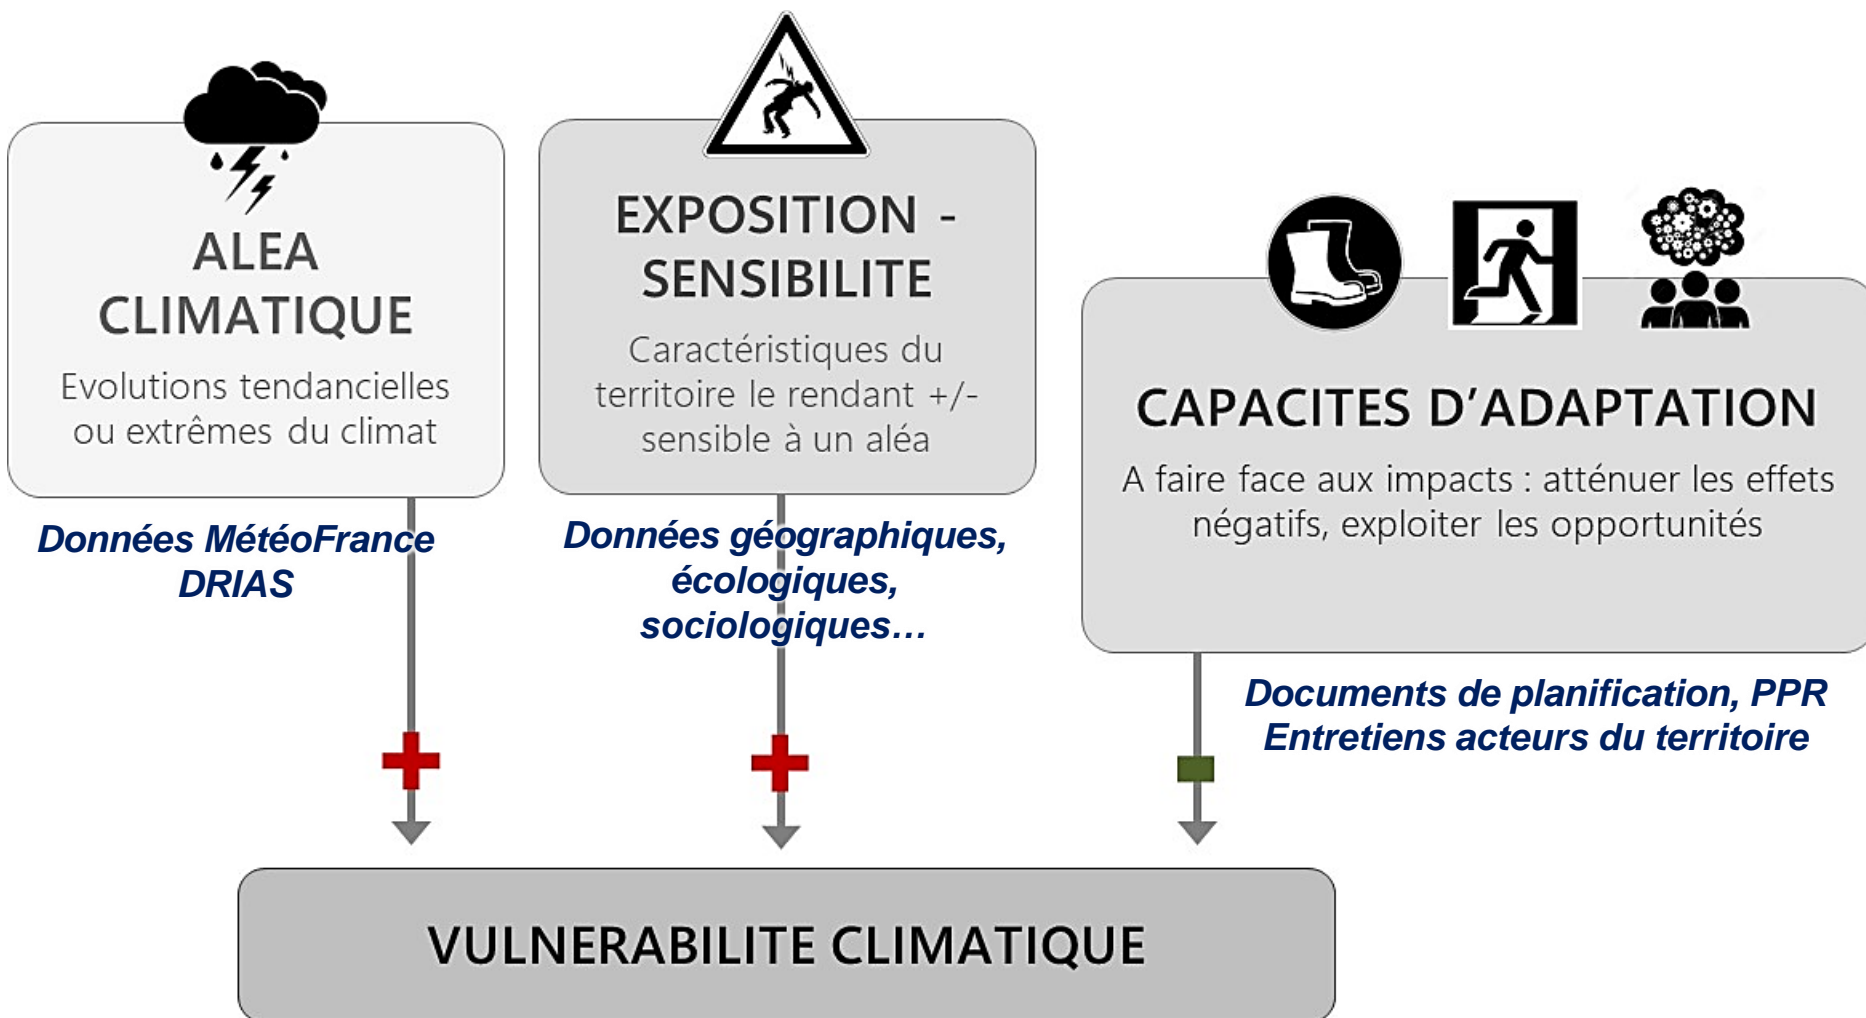 ALEA
CLIMATIQUE
Evolutions tendancielles
ou extrêmes du climat
Données MétéoFrance
DRIAS
EXPOSITION -
SENSIBILITE
Caractéristiques du
territoire le rendant +/-
sensible à un aléa
Données géographiques,
écologiques,
sociologiques…
CAPACITES D’ADAPTATION
A faire face aux impacts : atténuer les effets
négatifs, exploiter les opportunités
Documents de planification, PPR
Entretiens acteurs du territoire
VULNERABILITE CLIMATIQUE